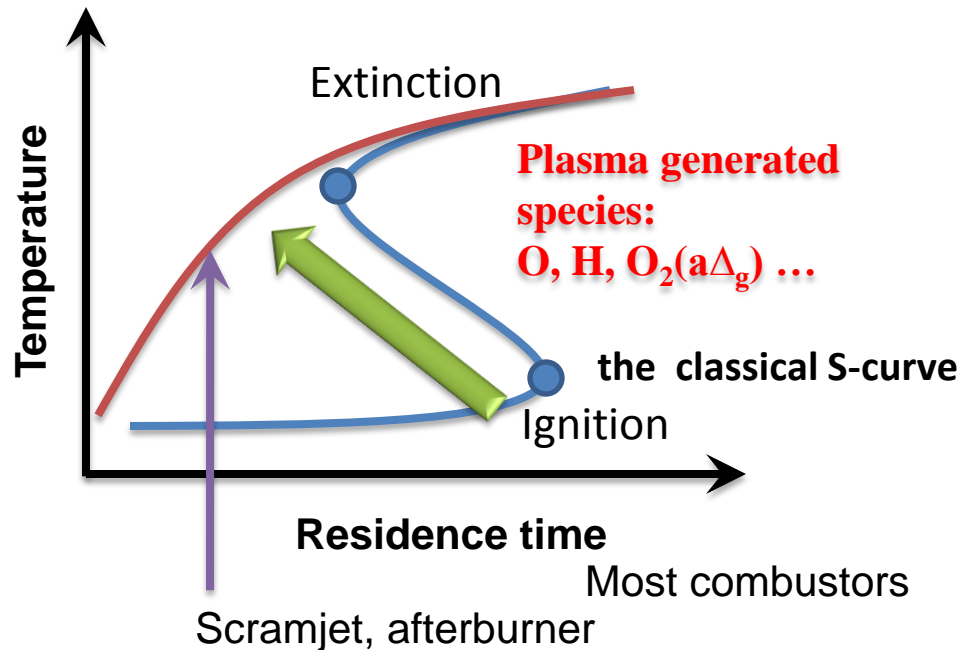 Extinction
Temperature
Plasma generated
species:
O, H, O₂(aΔg) …
the classical S-curve
Ignition
Residence time
Most combustors
Scramjet, afterburner